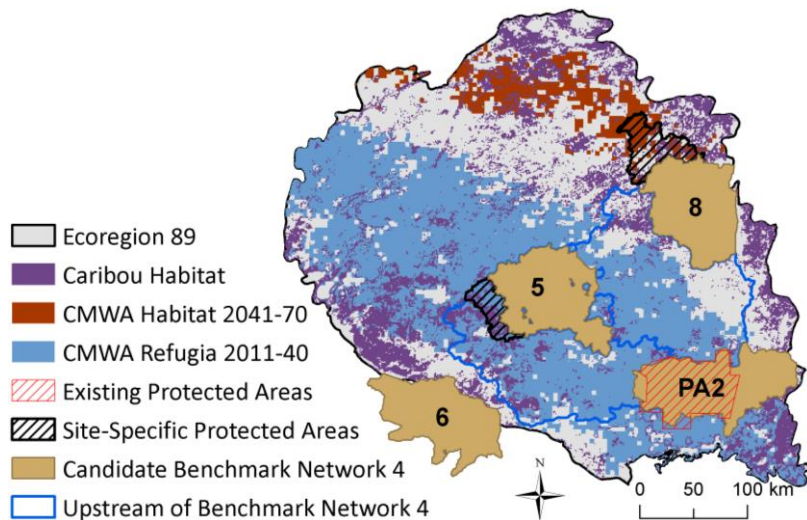 8
5
PA2
6
Ecoregion 89
Caribou Habitat
CMWA Habitat 2041-70
CMWA Refugia 2011-40
Existing Protected Areas
Site-Specific Protected Areas
Candidate Benchmark Network 4
Upstream of Benchmark Network 4
N
0 50 100 km